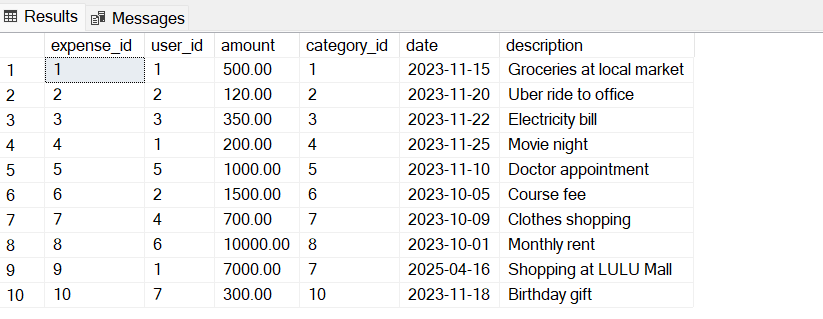 Results Messages
expense_id user_id amount category_id date description
1 1 1 500.00 1 2023-11-15 Groceries at local market
2 2 2 120.00 2 2023-11-20 Uber ride to office
3 3 3 350.00 3 2023-11-22 Electricity bill
4 4 1 200.00 4 2023-11-25 Movie night
5 5 5 1000.00 5 2023-11-10 Doctor appointment
6 6 2 1500.00 6 2023-10-05 Course fee
7 7 4 700.00 7 2023-10-09 Clothes shopping
8 8 6 10000.00 8 2023-10-01 Monthly rent
9 9 1 7000.00 7 2025-04-16 Shopping at LULU Mall
10 10 7 300.00 10 2023-11-18 Birthday gift